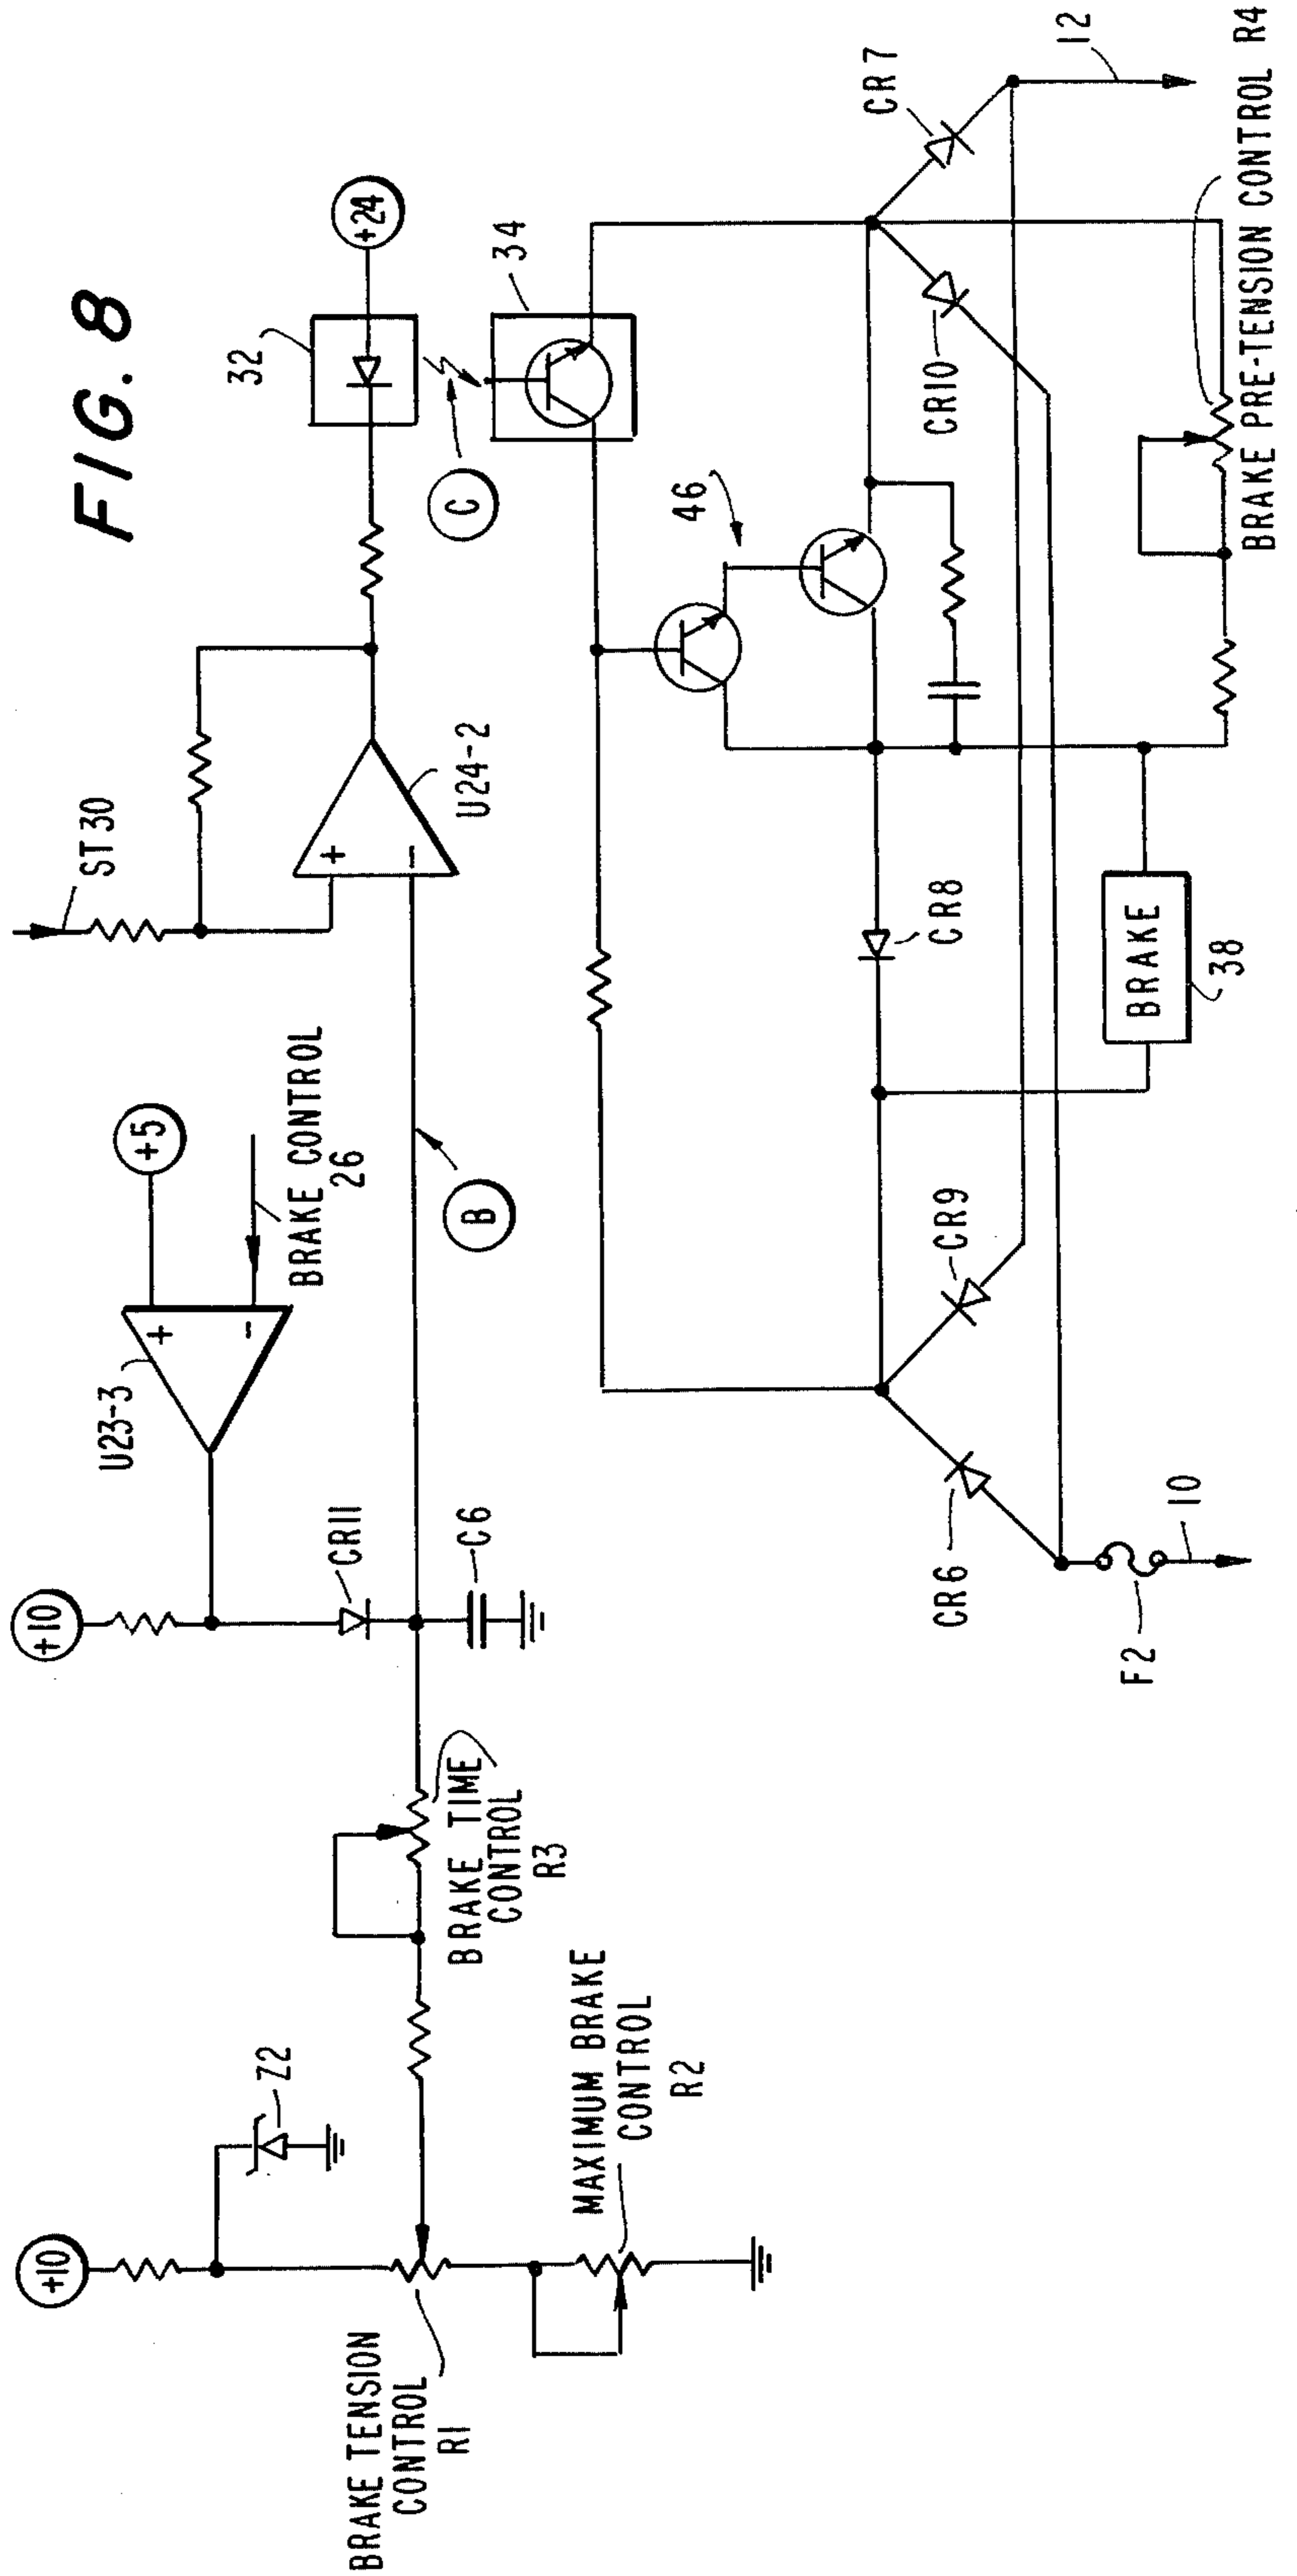 FIG. 8
+10
Z2
BRAKE TENSION
CONTROL
R1
MAXIMUM BRAKE
CONTROL
R2
BRAKE TIME
CONTROL
R3
+10
U23-3
+
-
+5
BRAKE CONTROL
26
CR11
C6
B
ST30
+
-
U24-2
32
+24
C
34
46
CR7
12
CR10
CR8
CR9
CR6
F2
10
BRAKE
38
BRAKE PRE-TENSION CONTROL R4